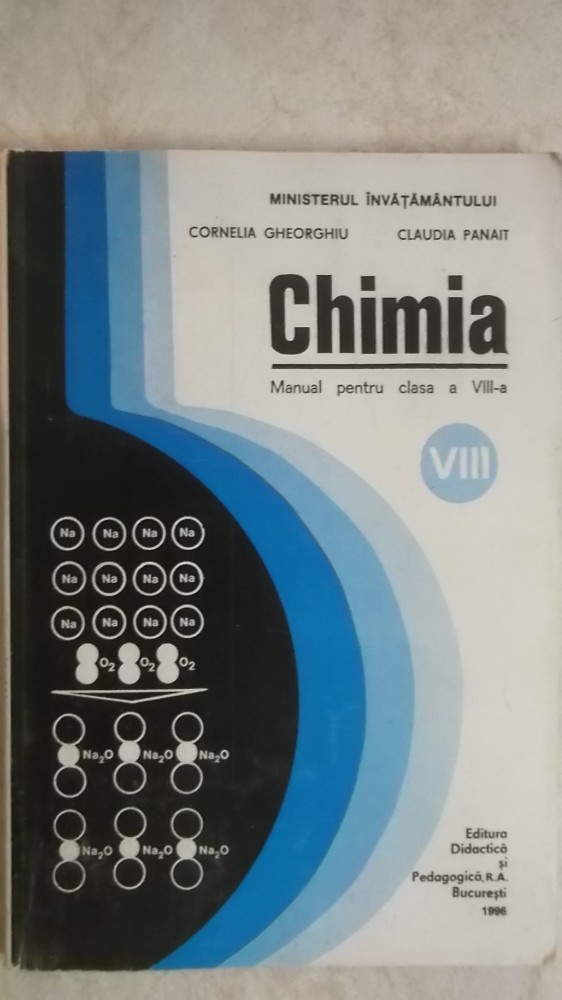 MINISTERUL ÎNVĂȚĂMÂNTULUI
CORNELIA GHEORGHIU CLAUDIA PANAIT
Chimia
Manual pentru clasa a VIII-a
VIII
Na Na Na Na
Na Na Na Na
Na Na Na Na
O₂ O₂ O₂
Na₂O Na₂O Na₂O
Na₂O Na₂O Na₂O
Editura
Didactică
și
Pedagogică, R.A.
București
1996